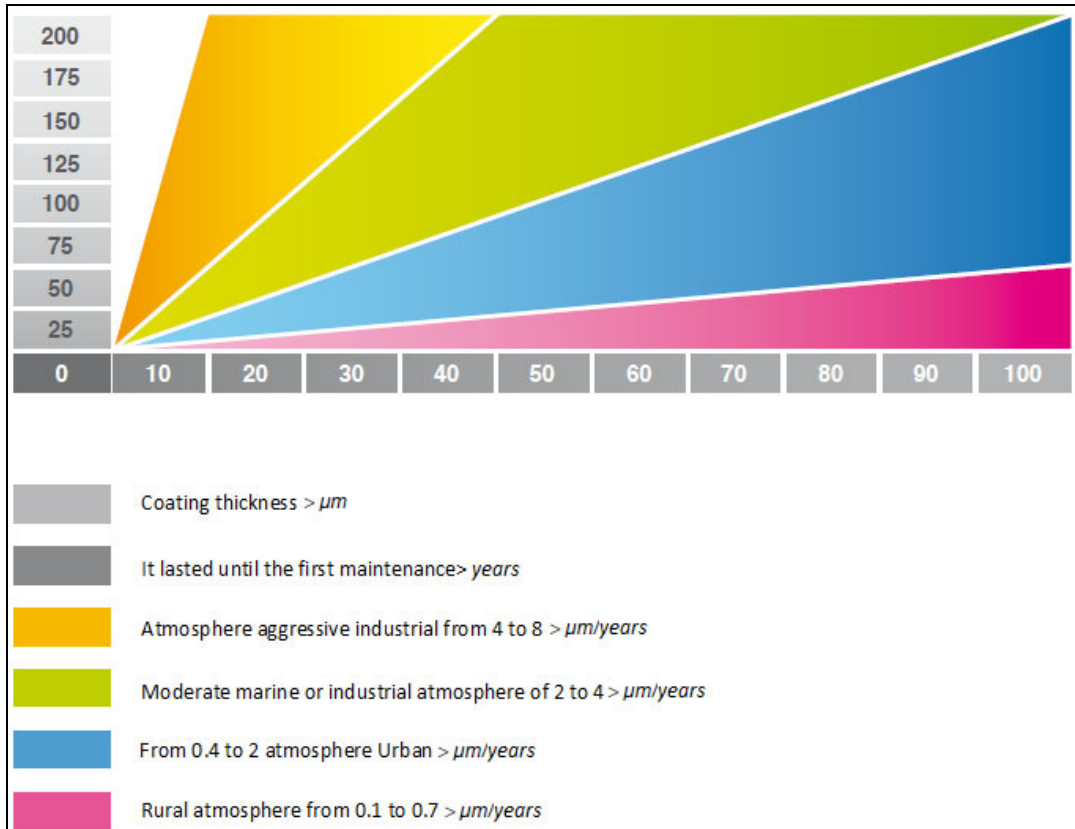 200
175
150
125
100
75
50
25
0 10 20 30 40 50 60 70 80 90 100
Coating thickness > μm
It lasted until the first maintenance> years
Atmosphere aggressive industrial from 4 to 8 > μm/years
Moderate marine or industrial atmosphere of 2 to 4 > μm/years
From 0.4 to 2 atmosphere Urban > μm/years
Rural atmosphere from 0.1 to 0.7 > μm/years